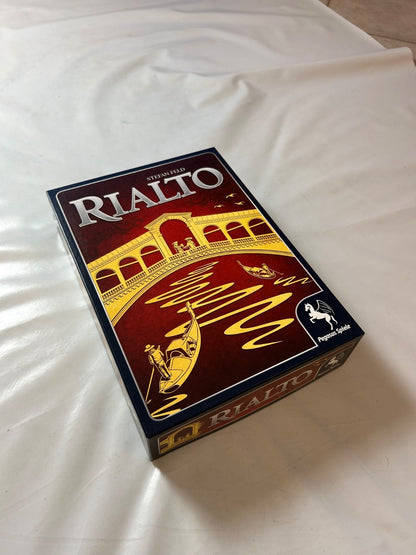 STEFAN FELD
RIALTO
Pegasus Spiele
RIALTO